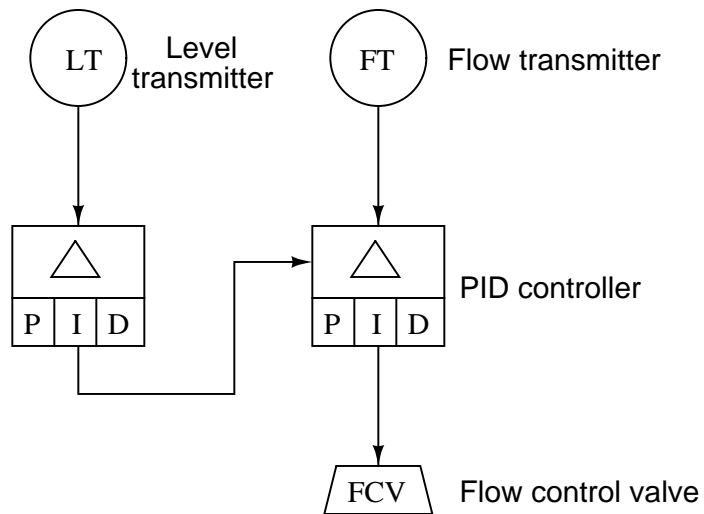 LT
Level
transmitter
FT
Flow transmitter
P I D
P I D
PID controller
FCV
Flow control valve